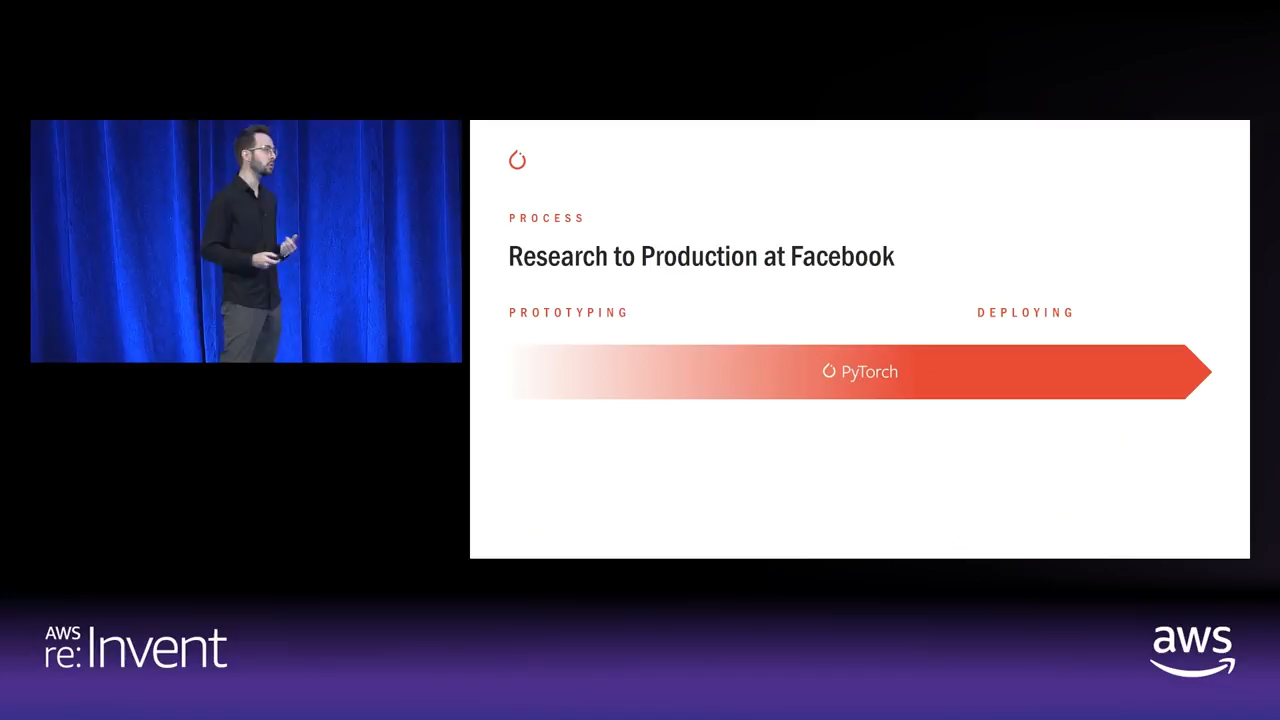 PROCESS
Research to Production at Facebook
PROTOTYPING
DEPLOYING
PyTorch
AWS
re:Invent
aws